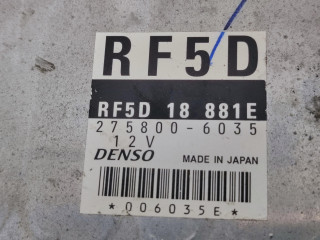 RF5D
RF5D 18 881E
275800-6035
12V
DENSO MADE IN JAPAN
*006035E*